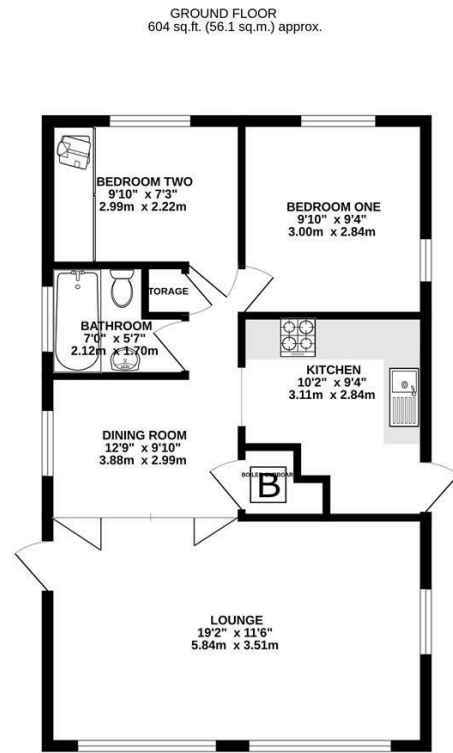 GROUND FLOOR
604 sq.ft. (56.1 sq.m.) approx.
BEDROOM TWO
9'10" x 7'3"
2.99m x 2.22m
BEDROOM ONE
9'10" x 9'4"
3.00m x 2.84m
TORAGE
BATHROOM
7'0" x 5'7"
2.12m x 1.70m
KITCHEN
10'2" x 9'4"
3.11m x 2.84m
DINING ROOM
12'9" x 9'10"
3.88m x 2.99m
BOILER CUPBOARD
B
LOUNGE
19'2" x 11'6"
5.84m x 3.51m